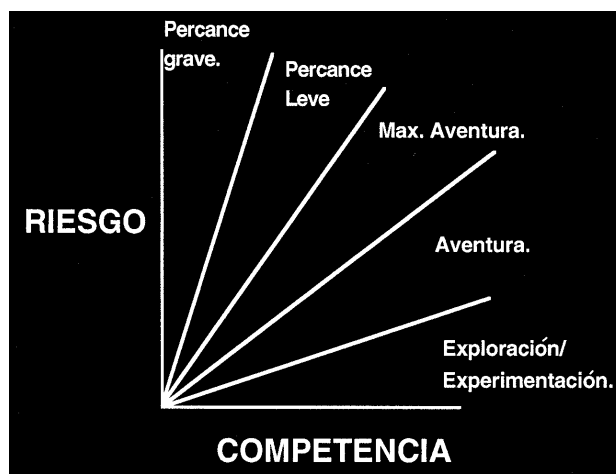 Percance
grave.
Percance
Leve
Max. Aventura.
RIESGO
Aventura.
Exploración/
Experimentación.
COMPETENCIA